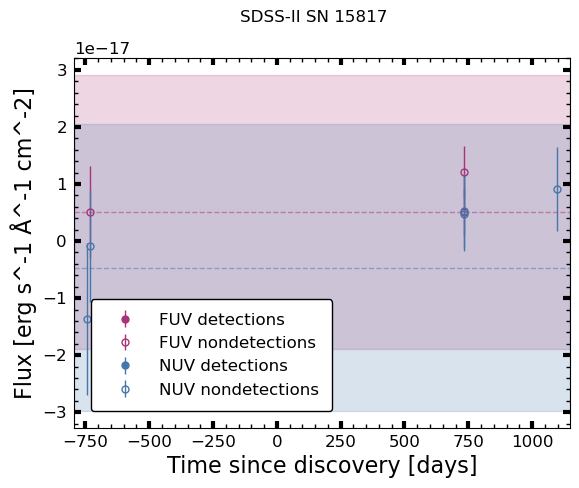 SDSS-II SN 15817
1e−17
3
2
1
0
−1
−2
−3
Flux [erg s^-1 Å^-1 cm^-2]
FUV detections
FUV nondetections
NUV detections
NUV nondetections
−750 −500 −250 0 250 500 750 1000
Time since discovery [days]